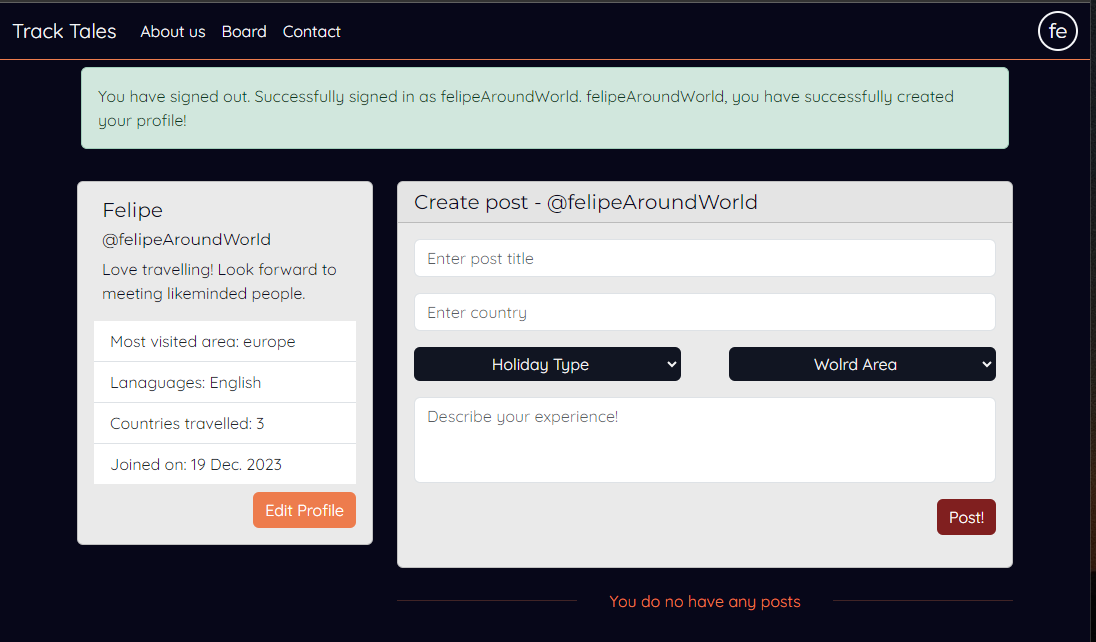 Track Tales About us Board Contact fe
You have signed out. Successfully signed in as felipeAroundWorld. felipeAroundWorld, you have successfully created
your profile!
Felipe
@felipeAroundWorld
Love travelling! Look forward to
meeting likeminded people.
Most visited area: europe
Lanaguages: English
Countries travelled: 3
Joined on: 19 Dec. 2023
Edit Profile
Create post - @felipeAroundWorld
Enter post title
Enter country
Holiday Type Wolrd Area
Describe your experience!
Post!
You do no have any posts